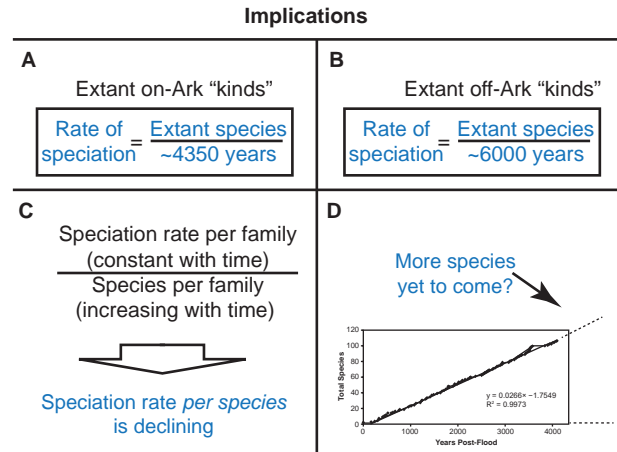 Implications
A
Extant on-Ark “kinds”
Rate of speciation = Extant species
~4350 years
B
Extant off-Ark “kinds”
Rate of speciation = Extant species
~6000 years
C
Speciation rate per family
(constant with time)
Species per family
(increasing with time)
Speciation rate per species
is declining
D
More species
yet to come?
Total Species
120
100
80
60
40
20
0
y = 0.0266× − 1.7549
R² = 0.9973
0 1000 2000 3000 4000
Years Post-Flood